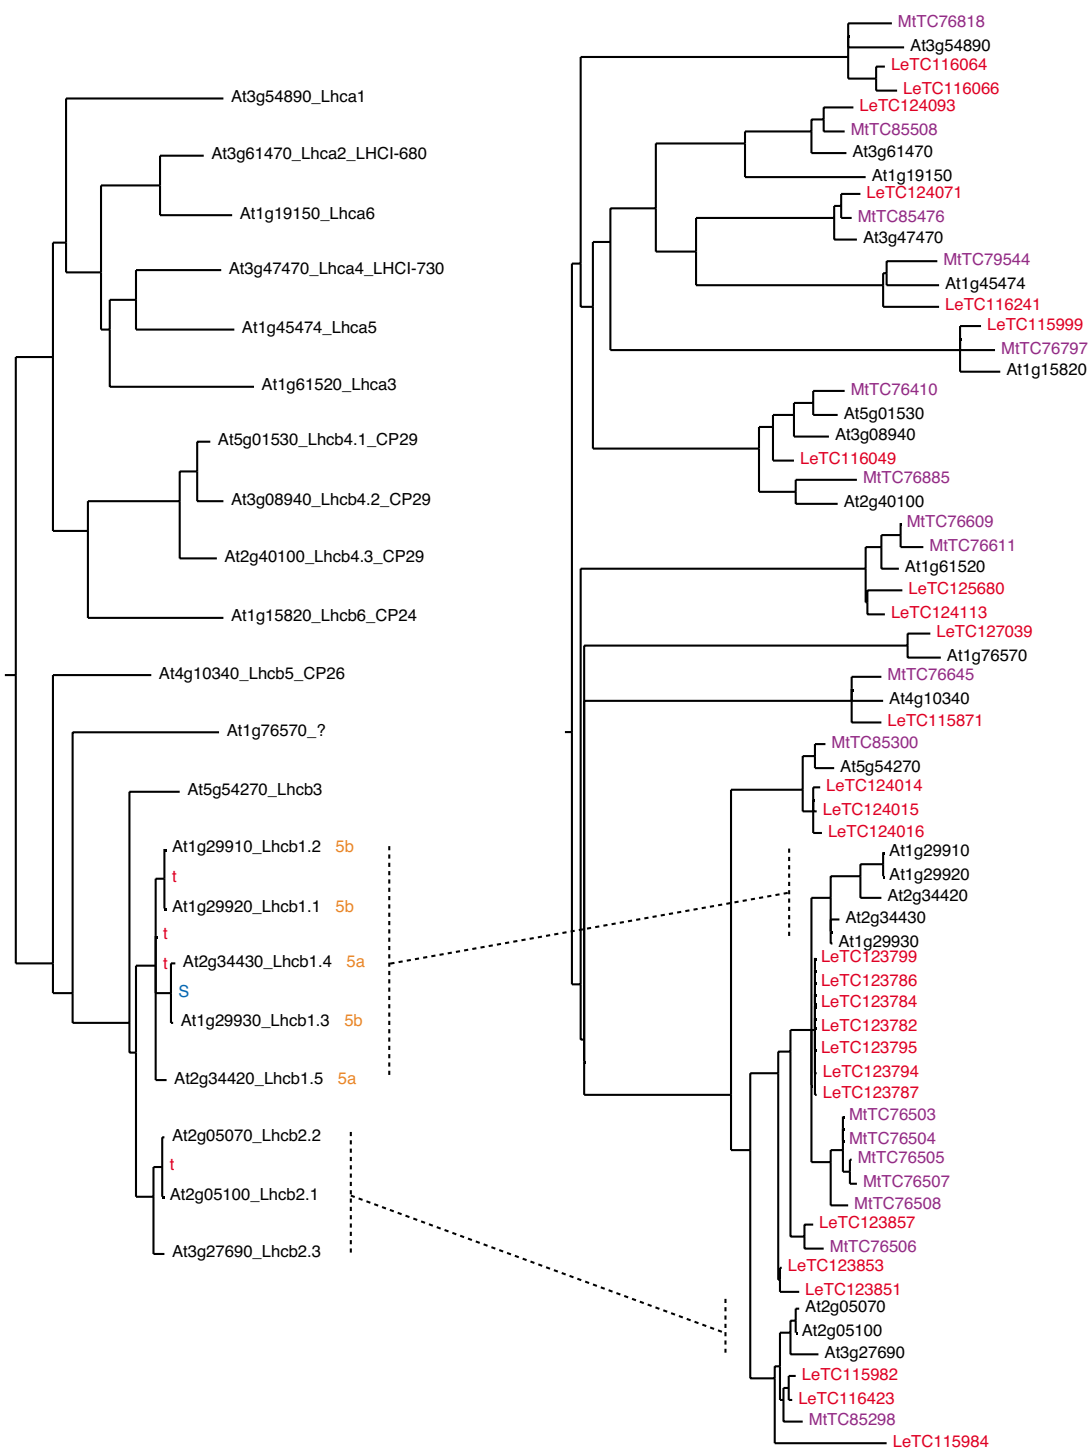 At3g54890_Lhca1
At3g61470_Lhca2_LHCI-680
At1g19150_Lhca6
At3g47470_Lhca4_LHCI-730
At1g45474_Lhca5
At1g61520_Lhca3
At5g01530_Lhcb4.1_CP29
At3g08940_Lhcb4.2_CP29
At2g40100_Lhcb4.3_CP29
At1g15820_Lhcb6_CP24
At4g10340_Lhcb5_CP26
At1g76570_?
At5g54270_Lhcb3
At1g29910_Lhcb1.2 5b
t
At1g29920_Lhcb1.1 5b
t
t
At2g34430_Lhcb1.4 5a
S
At1g29930_Lhcb1.3 5b
At2g34420_Lhcb1.5 5a
At2g05070_Lhcb2.2
t
At2g05100_Lhcb2.1
At3g27690_Lhcb2.3
MtTC76818
At3g54890
LeTC116064
LeTC116066
LeTC124093
MtTC85508
At3g61470
At1g19150
LeTC124071
MtTC85476
At3g47470
MtTC79544
At1g45474
LeTC116241
LeTC115999
MtTC76797
At1g15820
MtTC76410
At5g01530
At3g08940
LeTC116049
MtTC76885
At2g40100
MtTC76609
MtTC76611
At1g61520
LeTC125680
LeTC124113
LeTC127039
At1g76570
MtTC76645
At4g10340
LeTC115871
MtTC85300
At5g54270
LeTC124014
LeTC124015
LeTC124016
At1g29910
At1g29920
At2g34420
At2g34430
At1g29930
LeTC123799
LeTC123786
LeTC123784
LeTC123782
LeTC123795
LeTC123794
LeTC123787
MtTC76503
MtTC76504
MtTC76505
MtTC76507
MtTC76508
LeTC123857
MtTC76506
LeTC123853
LeTC123851
At2g05070
At2g05100
At3g27690
LeTC115982
LeTC116423
MtTC85298
LeTC115984